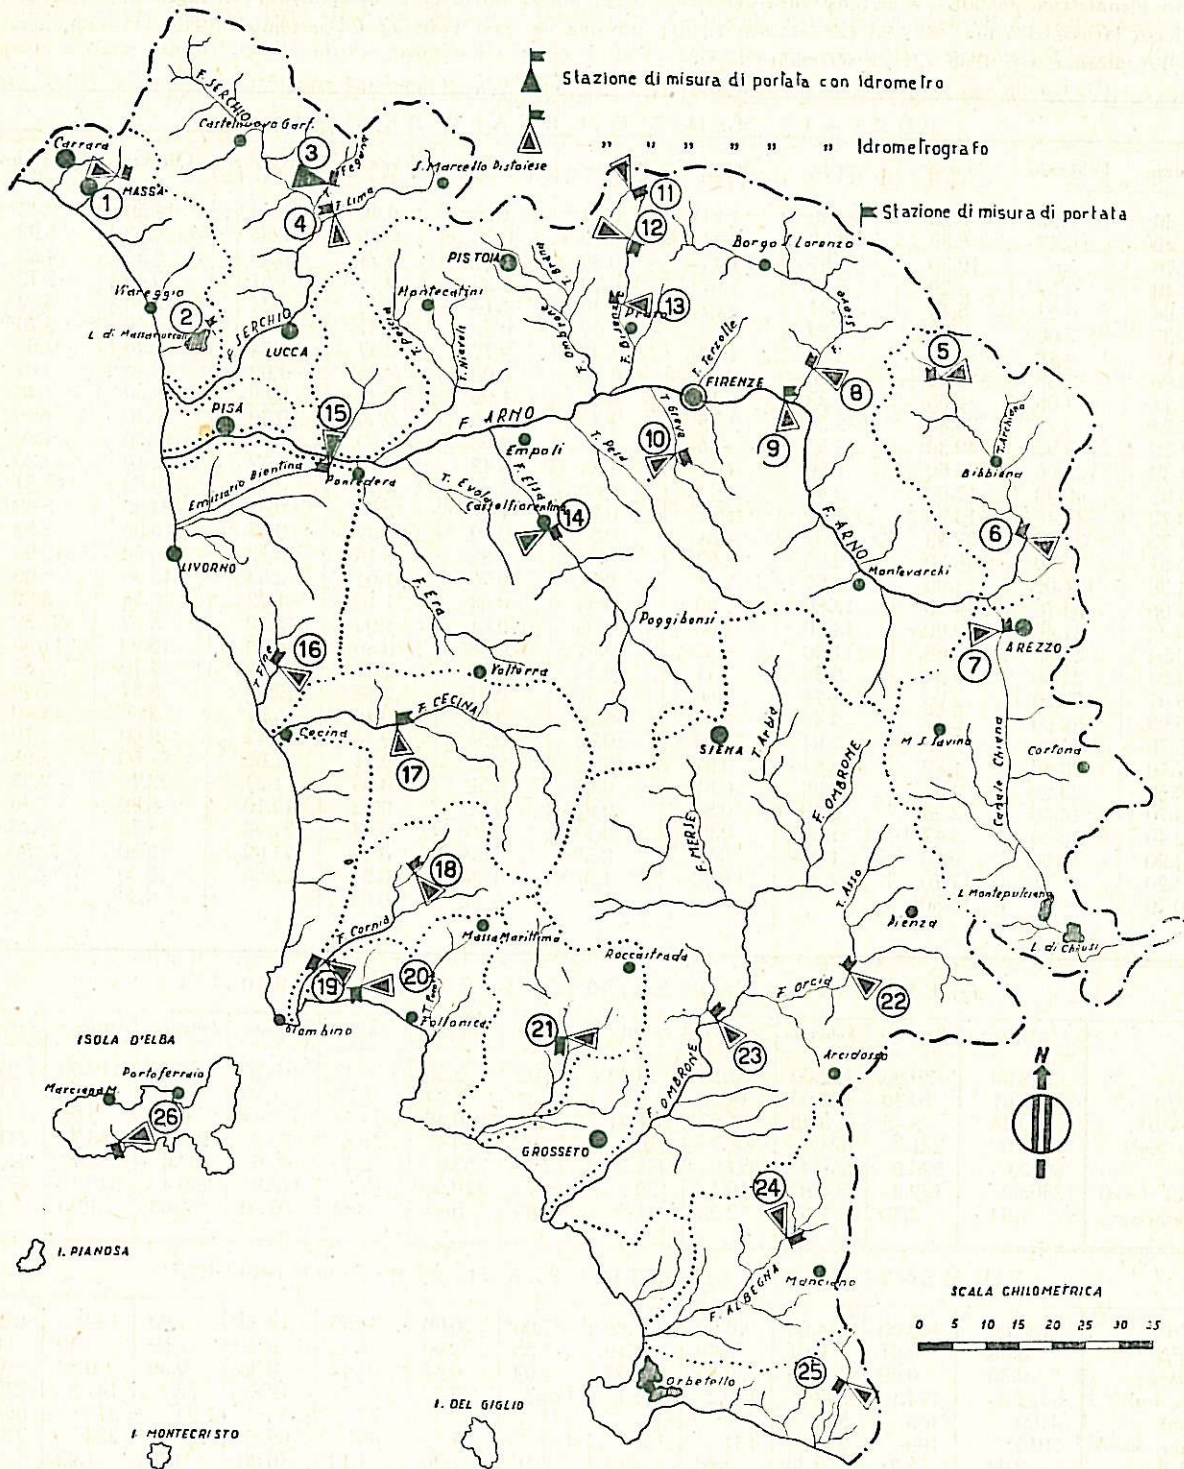 Stazione di misura di portata con Idrometro
" " " " " " Idrometrografo
Stazione di misura di portata
F. SERCHIO
Castelnuovo Garf.
Carrara
MASSA
1
3
T. Fegana
4
T. Lima
S. Marcello Pistoiese
11
12
Borgo S. Lorenzo
PISTOIA
T. Brana
Montecatini
Viareggio
2
L. di Massaciuccoli
F. SERCHIO
LUCCA
T. Pescia
T. Nievole
F. Ombrone
F. Bisenzio
Prato
13
T. Terzolle
FIRENZE
F. Sieve
8
5
T. Archiano
Bibbiena
PISA
15
F. ARNO
Empoli
T. Pesa
T. Greve
10
9
Emissario Bientina
Pontedera
T. Evola
F. Elsa
Castelfiorentino
14
F. ARNO
6
Montevarchi
LIVORNO
F. Era
Poggibonsi
7
AREZZO
16
T. Fine
Volterra
F. CECINA
Cecina
17
SIENA
T. Arbia
F. OMBRONE
M. S. Savino
Canale Chiana
Cortona
F. MERSE
18
F. Cornia
Massa Marittima
T. Asso
Pienza
L. Montepulciano
L. di Chiusi
Roccastrada
19
20
Piombino
Follonica
F. Orcia
22
21
23
Arcidosso
ISOLA D'ELBA
Marciana M.
Portoferraio
26
F. OMBRONE
N
GROSSETO
24
I. PIANOSA
Manciano
F. ALBEGNA
SCALA CHILOMETRICA
0 5 10 15 20 25 30 35
25
Orbetello
I. DEL GIGLIO
I. MONTECRISTO